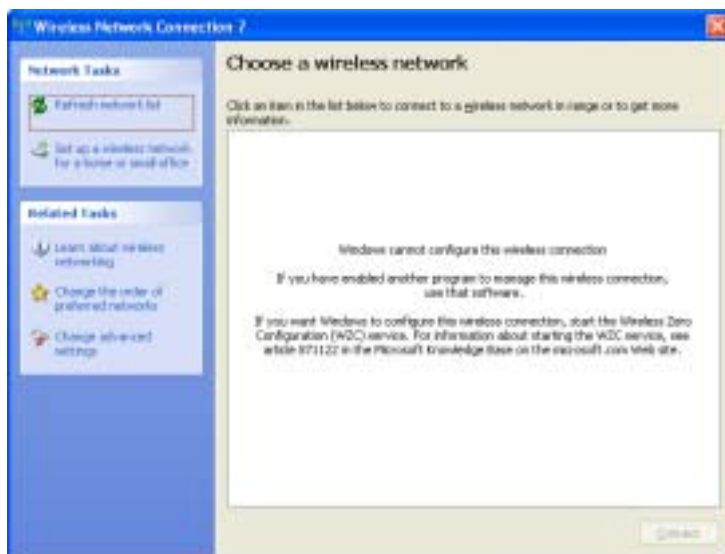 Wireless Network Connection 7
Network Tasks
Refresh network list
Set up a wireless network
for a home or small office
Related Tasks
Learn about wireless
networking
Change the order of
preferred networks
Change advanced
settings
Choose a wireless network
Click an item in the list below to connect to a wireless network in range or to get more
information.
Windows cannot configure this wireless connection
If you have enabled another program to manage this wireless connection,
use that software.
If you want Windows to configure this wireless connection, start the Wireless Zero
Configuration (WZC) service. For information about starting the WZC service, see
article 871122 in the Microsoft Knowledge Base on the microsoft.com Web site.
Connect